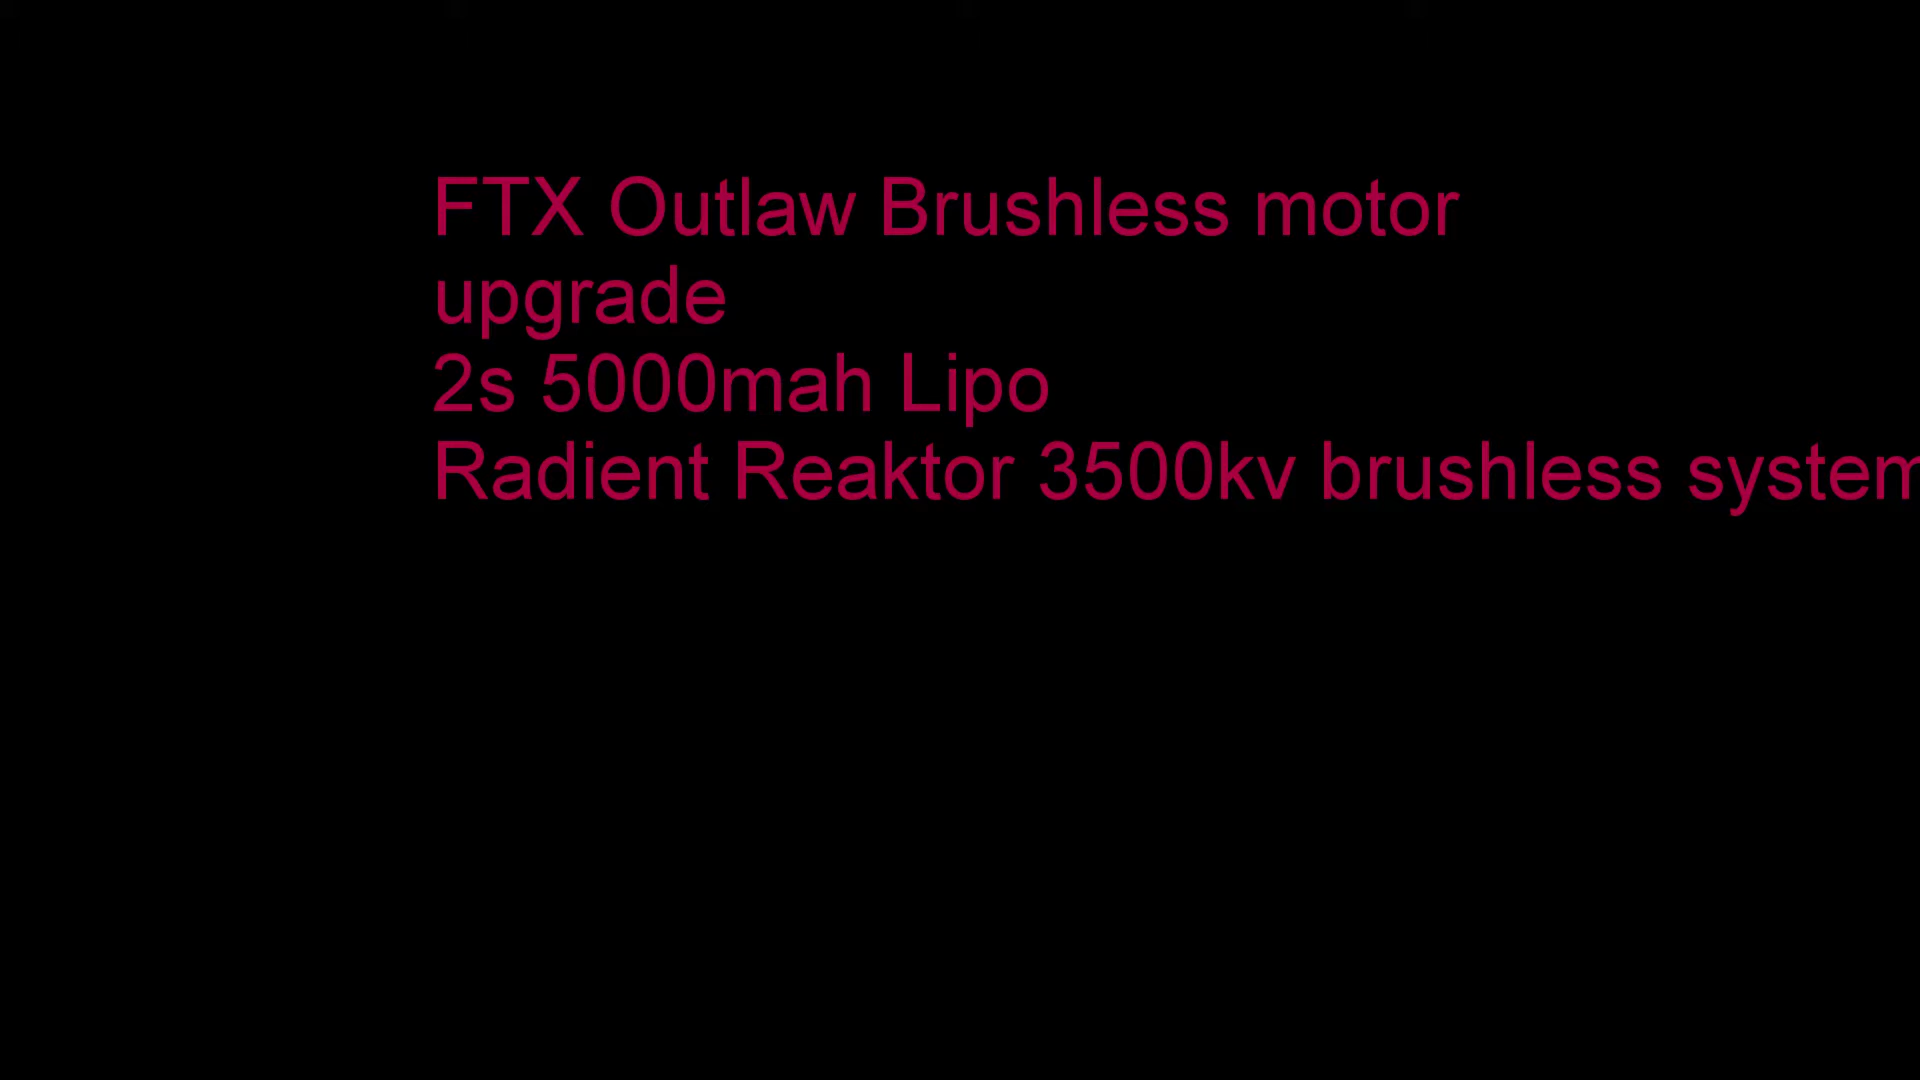 FTX Outlaw Brushless motor
upgrade
2s 5000mah Lipo
Radient Reaktor 3500kv brushless system